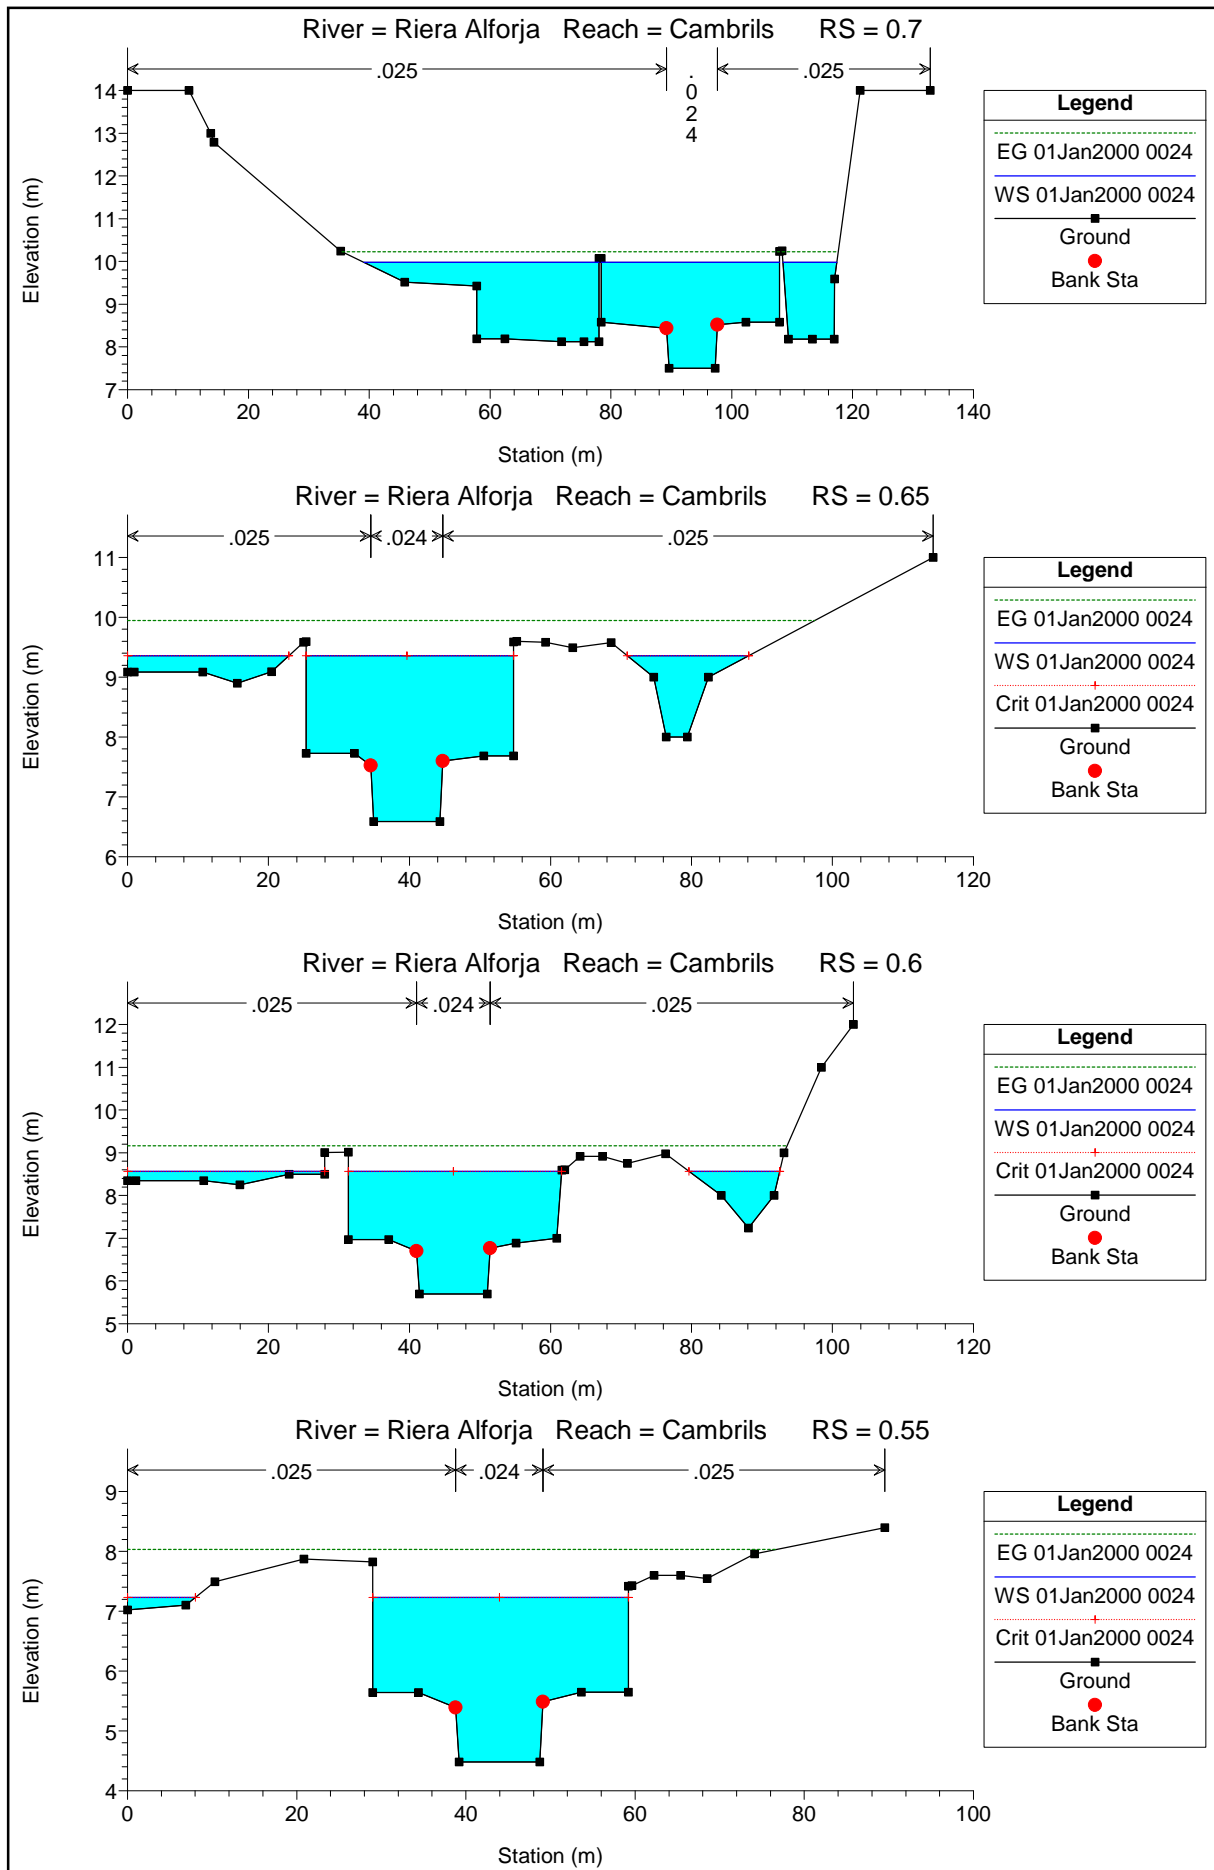 River = Riera Alforja   Reach = Cambrils      RS = 0.7
.025
.024
.025
14
13
12
11
10
9
8
7
Elevation (m)
0 20 40 60 80 100 120 140
Station (m)
Legend
EG 01Jan2000 0024
WS 01Jan2000 0024
Ground
Bank Sta
River = Riera Alforja   Reach = Cambrils      RS = 0.65
.025
.024
.025
11
10
9
8
7
6
Elevation (m)
0 20 40 60 80 100 120
Station (m)
Legend
EG 01Jan2000 0024
WS 01Jan2000 0024
Crit 01Jan2000 0024
Ground
Bank Sta
River = Riera Alforja   Reach = Cambrils      RS = 0.6
.025
.024
.025
12
11
10
9
8
7
6
5
Elevation (m)
0 20 40 60 80 100 120
Station (m)
Legend
EG 01Jan2000 0024
WS 01Jan2000 0024
Crit 01Jan2000 0024
Ground
Bank Sta
River = Riera Alforja   Reach = Cambrils      RS = 0.55
.025
.024
.025
9
8
7
6
5
4
Elevation (m)
0 20 40 60 80 100
Station (m)
Legend
EG 01Jan2000 0024
WS 01Jan2000 0024
Crit 01Jan2000 0024
Ground
Bank Sta